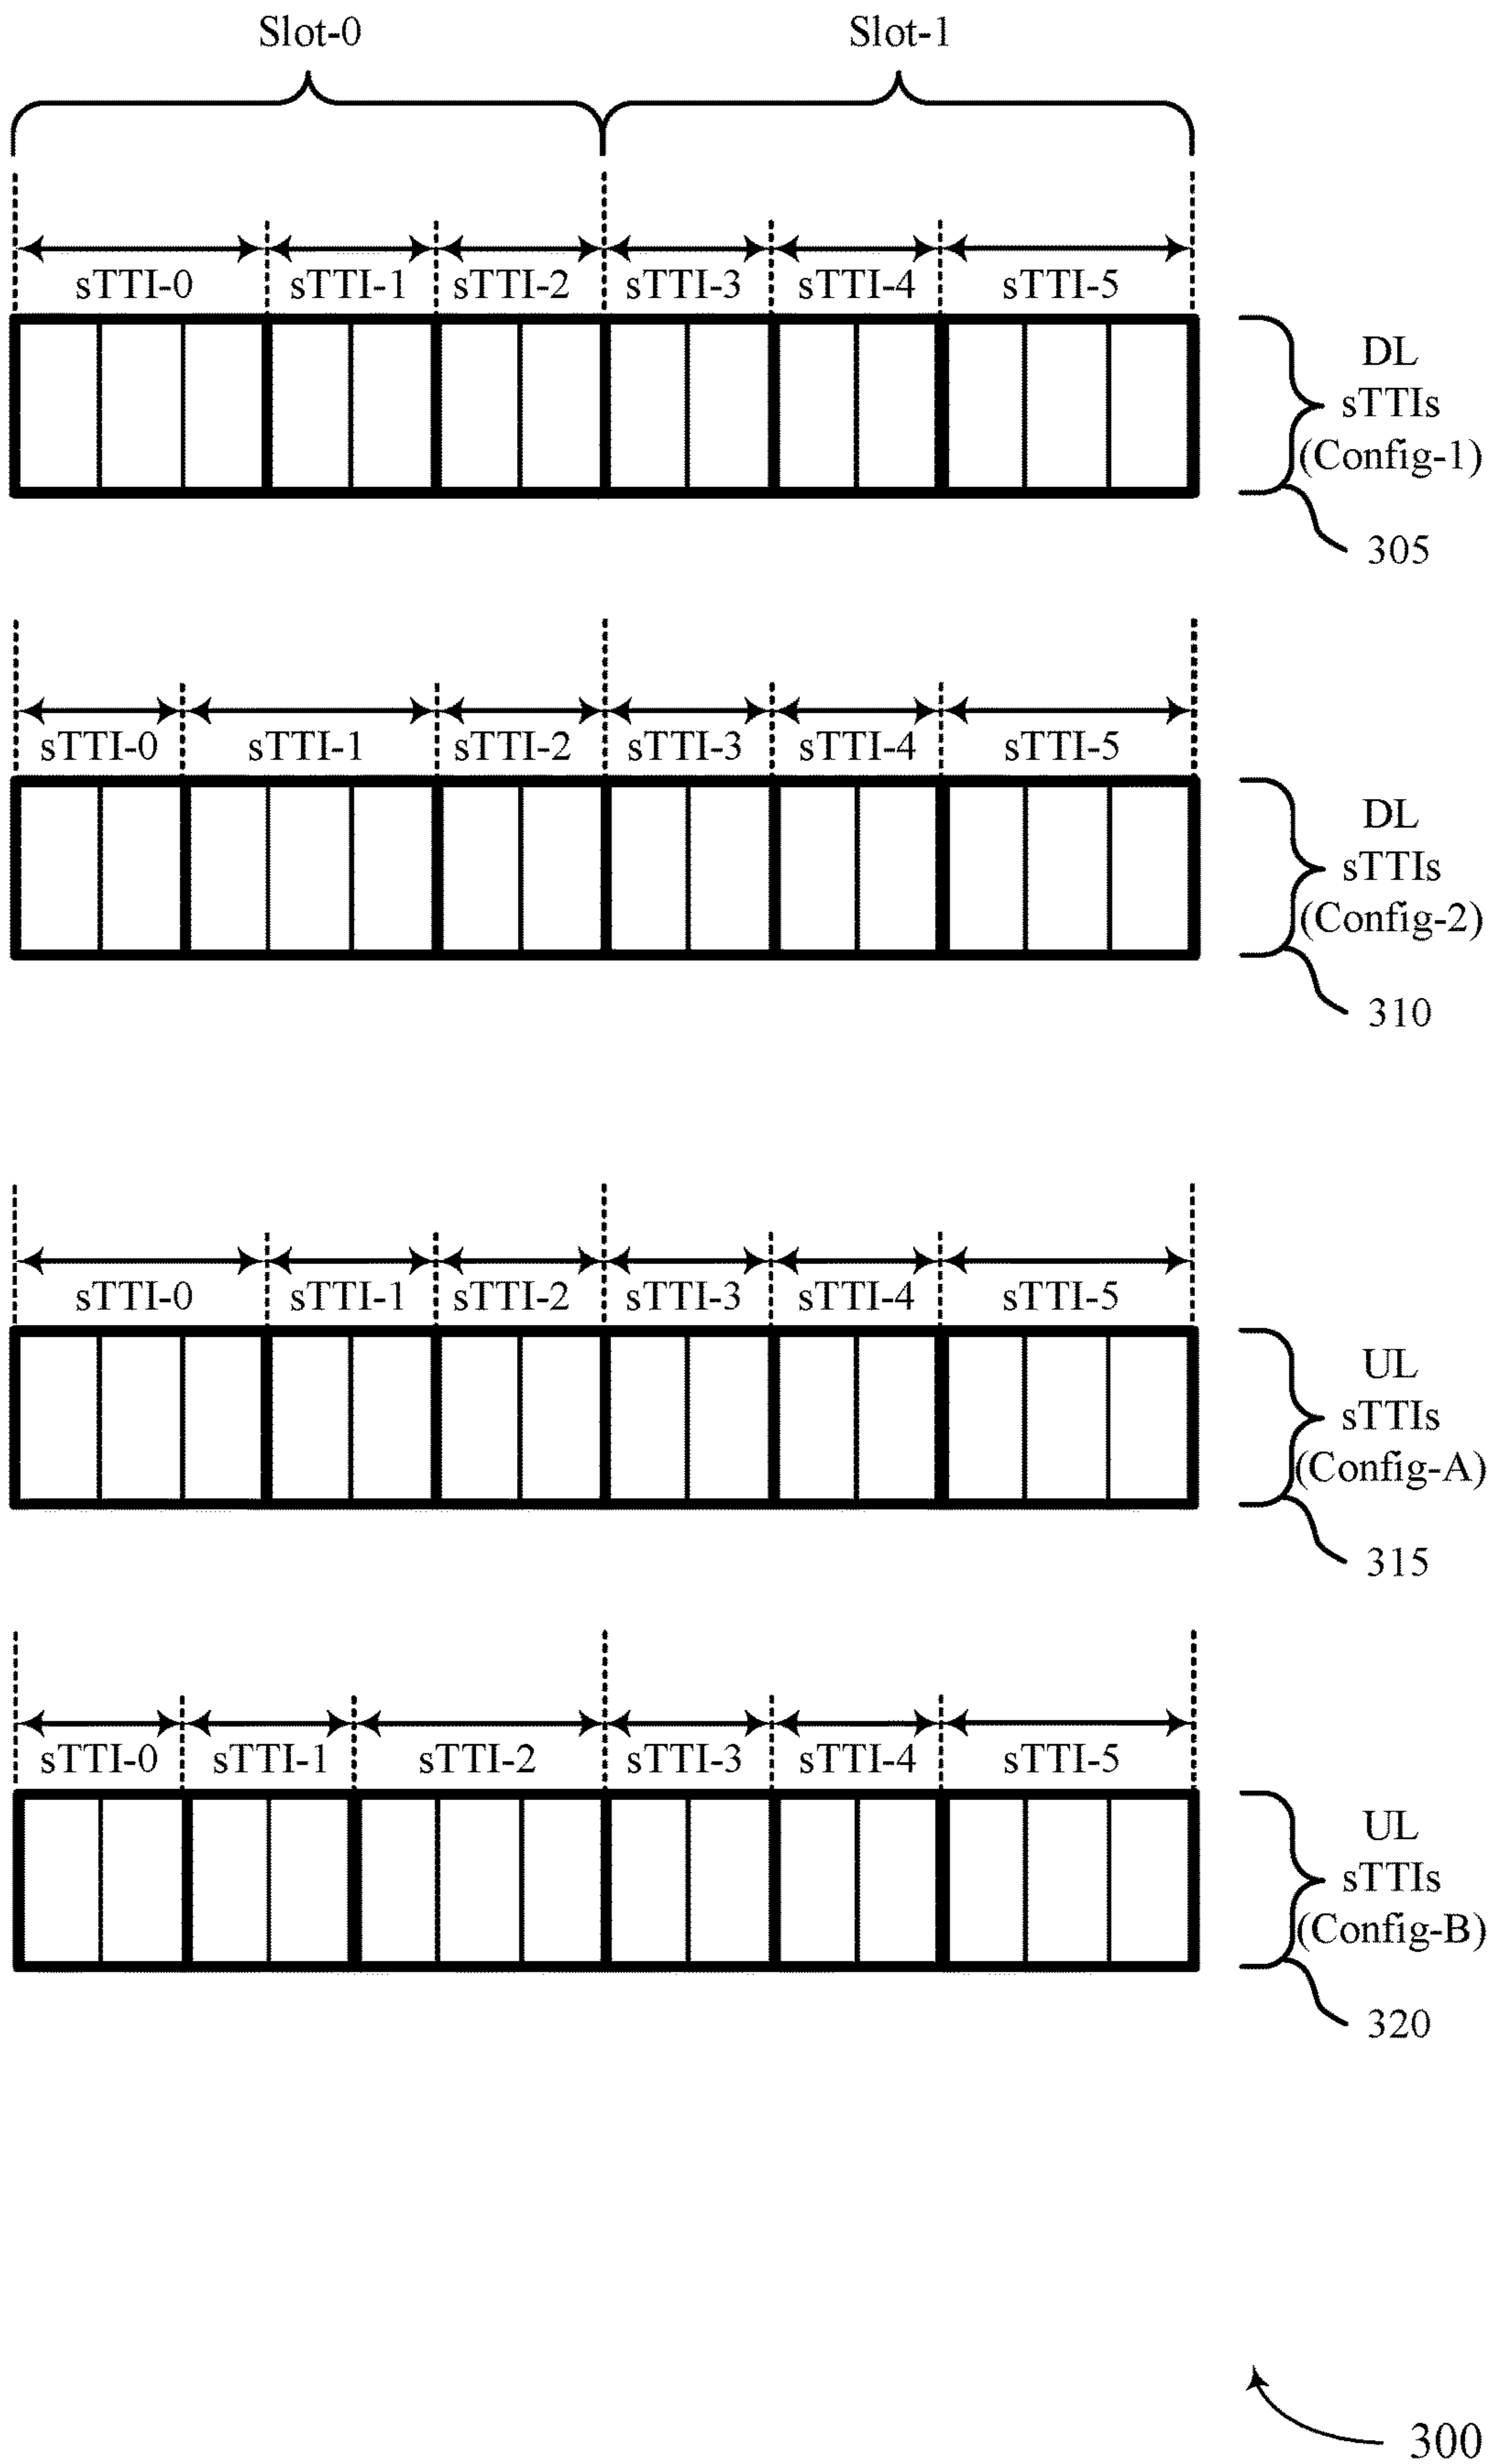 Slot-0 Slot-1
sTTI-0 sTTI-1 sTTI-2 sTTI-3 sTTI-4 sTTI-5
DL
sTTIs
(Config-1)
305
sTTI-0 sTTI-1 sTTI-2 sTTI-3 sTTI-4 sTTI-5
DL
sTTIs
(Config-2)
310
sTTI-0 sTTI-1 sTTI-2 sTTI-3 sTTI-4 sTTI-5
UL
sTTIs
(Config-A)
315
sTTI-0 sTTI-1 sTTI-2 sTTI-3 sTTI-4 sTTI-5
UL
sTTIs
(Config-B)
320
300